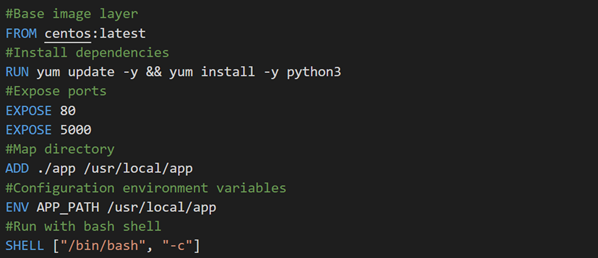 #Base image layer
FROM centos:latest
#Install dependencies
RUN yum update -y && yum install -y python3
#Expose ports
EXPOSE 80
EXPOSE 5000
#Map directory
ADD ./app /usr/local/app
#Configuration environment variables
ENV APP_PATH /usr/local/app
#Run with bash shell
SHELL ["/bin/bash", "-c"]